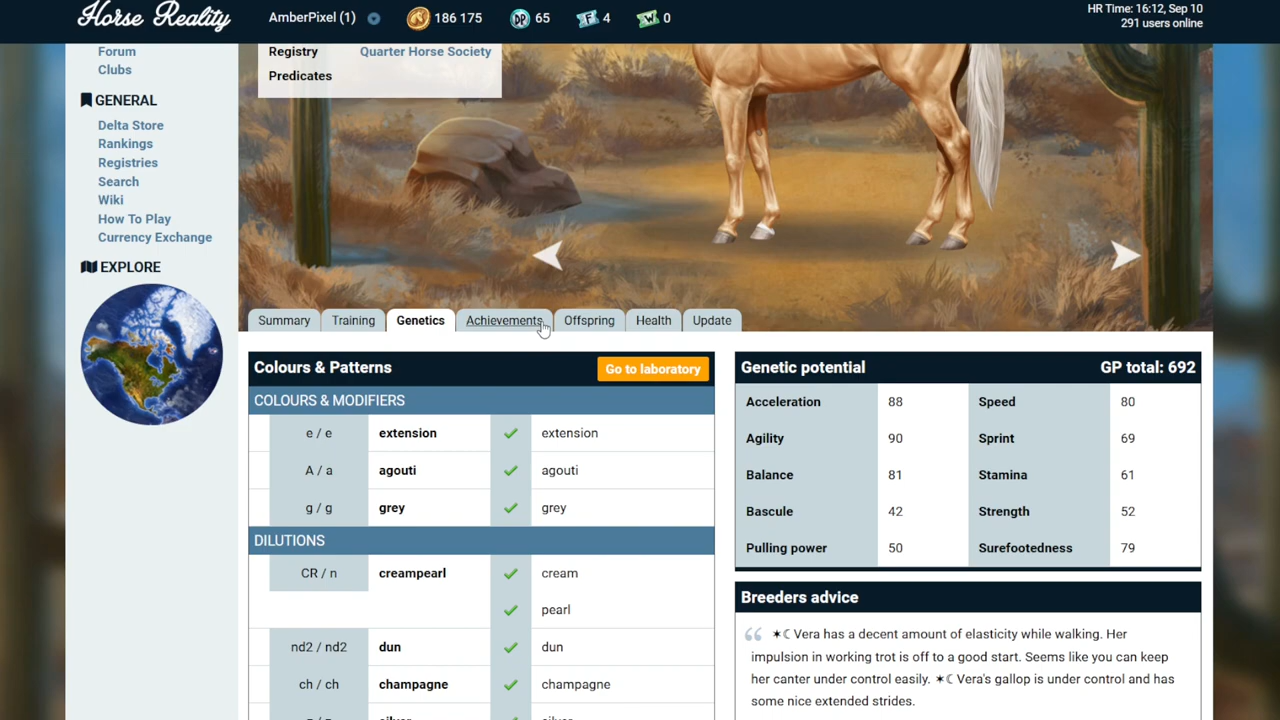 Horse Reality
AmberPixel (1)
186 175
65
4
0
HR Time: 16:12, Sep 10
291 users online
Forum
Clubs
GENERAL
Delta Store
Rankings
Registries
Search
Wiki
How To Play
Currency Exchange
EXPLORE
Registry Quarter Horse Society
Predicates
Summary Training Genetics Achievements Offspring Health Update
Colours & Patterns Go to laboratory
COLOURS & MODIFIERS
e / e extension extension
A / a agouti agouti
g / g grey grey
DILUTIONS
CR / n creampearl cream
pearl
nd2 / nd2 dun dun
ch / ch champagne champagne
Genetic potential GP total: 692
Acceleration 88 Speed 80
Agility 90 Sprint 69
Balance 81 Stamina 61
Bascule 42 Strength 52
Pulling power 50 Surefootedness 79
Breeders advice
✶☾Vera has a decent amount of elasticity while walking. Her
impulsion in working trot is off to a good start. Seems like you can keep
her canter under control easily. ✶☾Vera's gallop is under control and has
some nice extended strides.